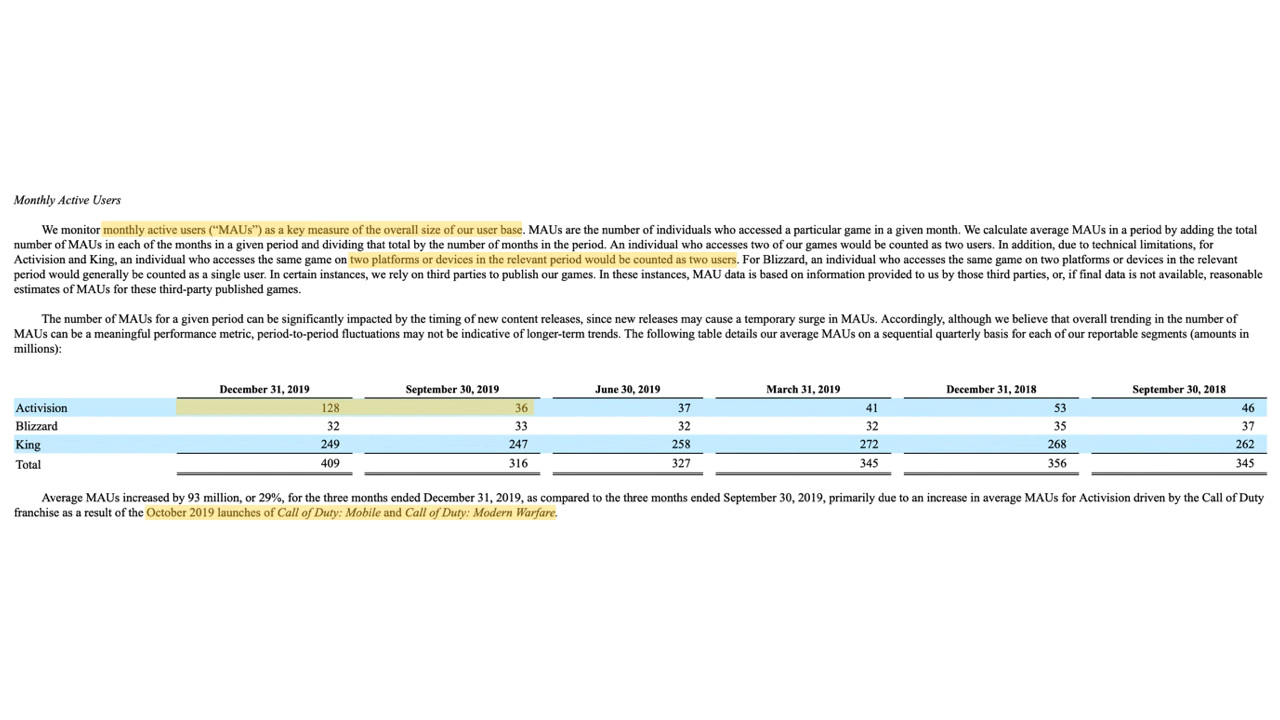 Monthly Active Users
We monitor monthly active users (“MAUs”) as a key measure of the overall size of our user base. MAUs are the number of individuals who accessed a particular game in a given month. We calculate average MAUs in a period by adding the total
number of MAUs in each of the months in a given period and dividing that total by the number of months in the period. An individual who accesses two of our games would be counted as two users. In addition, due to technical limitations, for
Activision and King, an individual who accesses the same game on two platforms or devices in the relevant period would be counted as two users. For Blizzard, an individual who accesses the same game on two platforms or devices in the relevant
period would generally be counted as a single user. In certain instances, we rely on third parties to publish our games. In these instances, MAU data is based on information provided to us by those third parties, or, if final data is not available, reasonable
estimates of MAUs for these third-party published games.
The number of MAUs for a given period can be significantly impacted by the timing of new content releases, since new releases may cause a temporary surge in MAUs. Accordingly, although we believe that overall trending in the number of
MAUs can be a meaningful performance metric, period-to-period fluctuations may not be indicative of longer-term trends. The following table details our average MAUs on a sequential quarterly basis for each of our reportable segments (amounts in
millions):
December 31, 2019 September 30, 2019 June 30, 2019 March 31, 2019 December 31, 2018 September 30, 2018
Activision 128 36 37 41 53 46
Blizzard 32 33 32 32 35 37
King 249 247 258 272 268 262
Total 409 316 327 345 356 345
Average MAUs increased by 93 million, or 29%, for the three months ended December 31, 2019, as compared to the three months ended September 30, 2019, primarily due to an increase in average MAUs for Activision driven by the Call of Duty
franchise as a result of the October 2019 launches of Call of Duty: Mobile and Call of Duty: Modern Warfare.